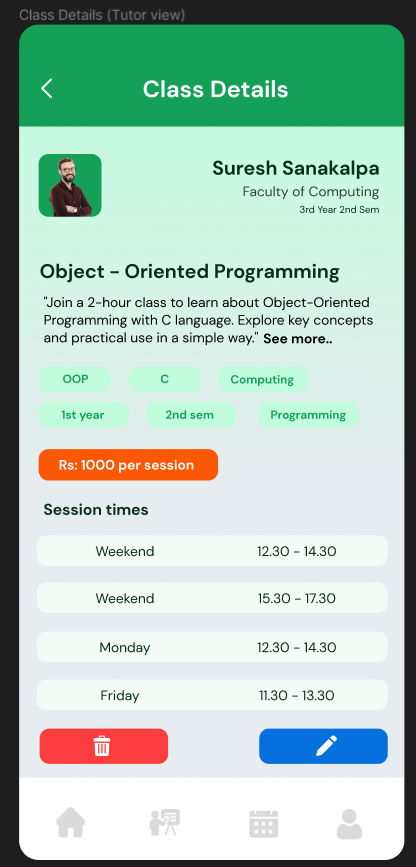 Class Details (Tutor view)
Class Details
Suresh Sanakalpa
Faculty of Computing
3rd Year 2nd Sem
Object - Oriented Programming
"Join a 2-hour class to learn about Object-Oriented
Programming with C language. Explore key concepts
and practical use in a simple way." See more..
OOP C Computing
1st year 2nd sem Programming
Rs: 1000 per session
Session times
Weekend 12.30 - 14.30
Weekend 15.30 - 17.30
Monday 12.30 - 14.30
Friday 11.30 - 13.30